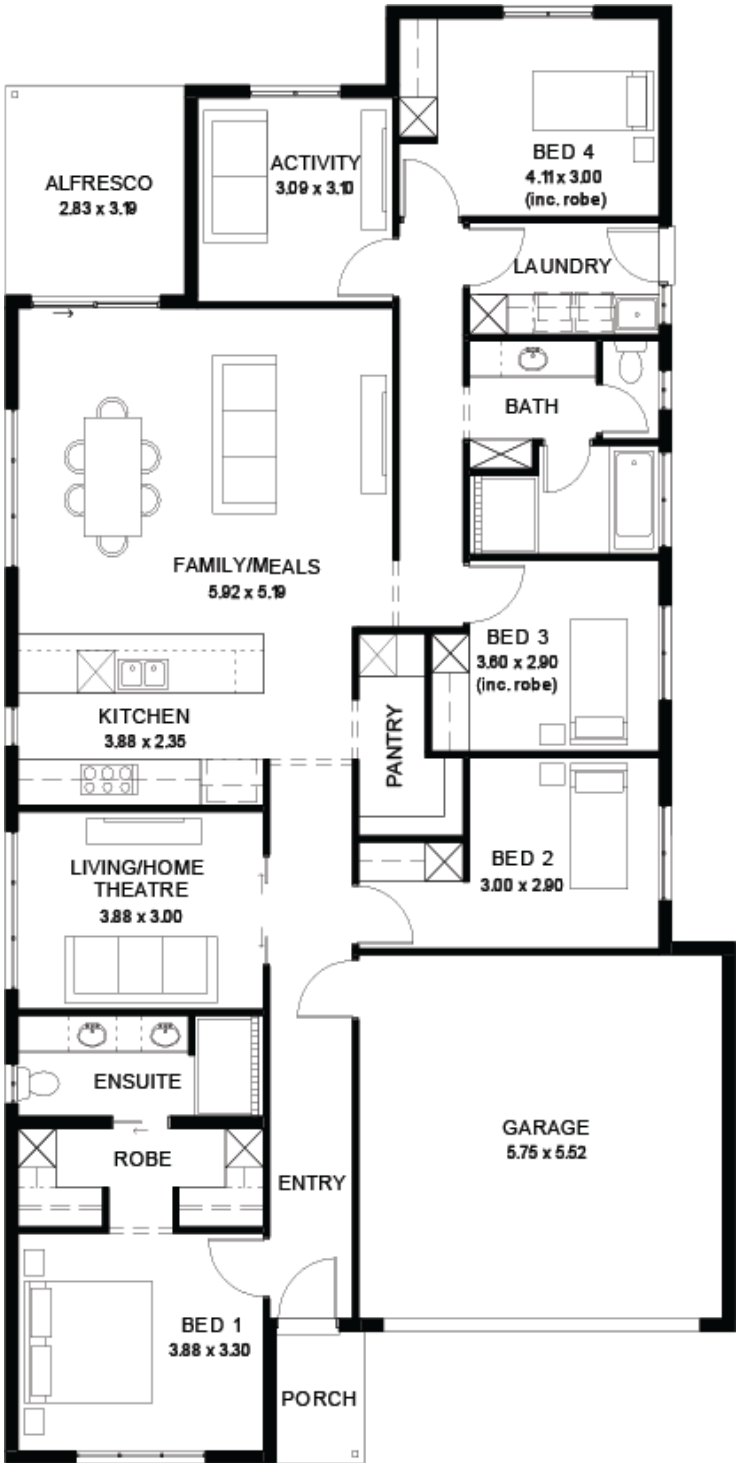 BED 4
4.11 x 3.00
(inc. robe)
ACTIVITY
3.09 x 3.10
ALFRESCO
2.83 x 3.19
LAUNDRY
BATH
FAMILY/MEALS
5.92 x 5.19
BED 3
3.60 x 2.90
(inc. robe)
KITCHEN
3.88 x 2.35
PANTRY
LIVING/HOME
THEATRE
3.88 x 3.00
BED 2
3.00 x 2.90
ENSUITE
ROBE
ENTRY
GARAGE
5.75 x 5.52
BED 1
3.88 x 3.30
PORCH